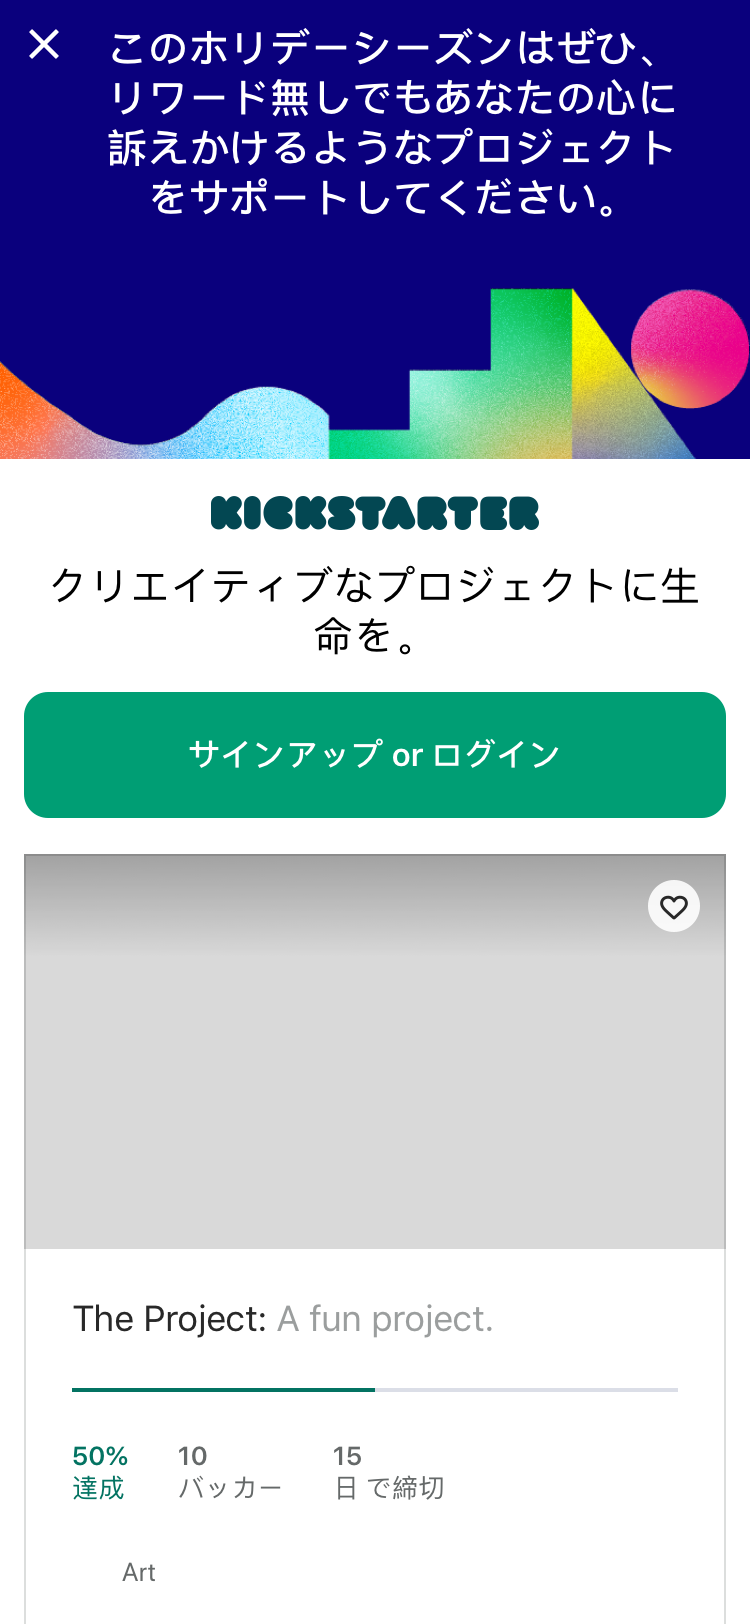 このホリデーシーズンはぜひ、
リワード無しでもあなたの心に
訴えかけるようなプロジェクト
をサポートしてください。
KICKSTARTER
クリエイティブなプロジェクトに生
命を。
サインアップ or ログイン
The Project: A fun project.
50% 10 15
達成 バッカー 日 で締切
Art